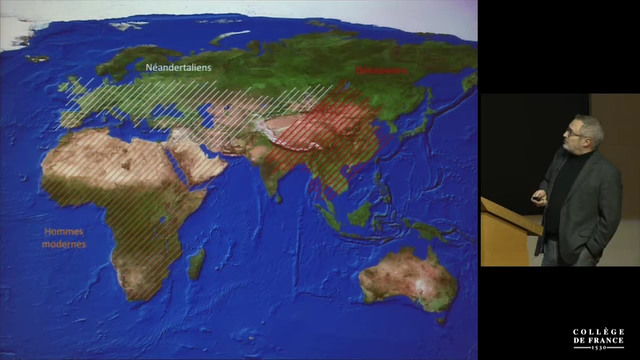 Néandertaliens
Hommes
modernes
COLLÈGE
DE FRANCE
1530